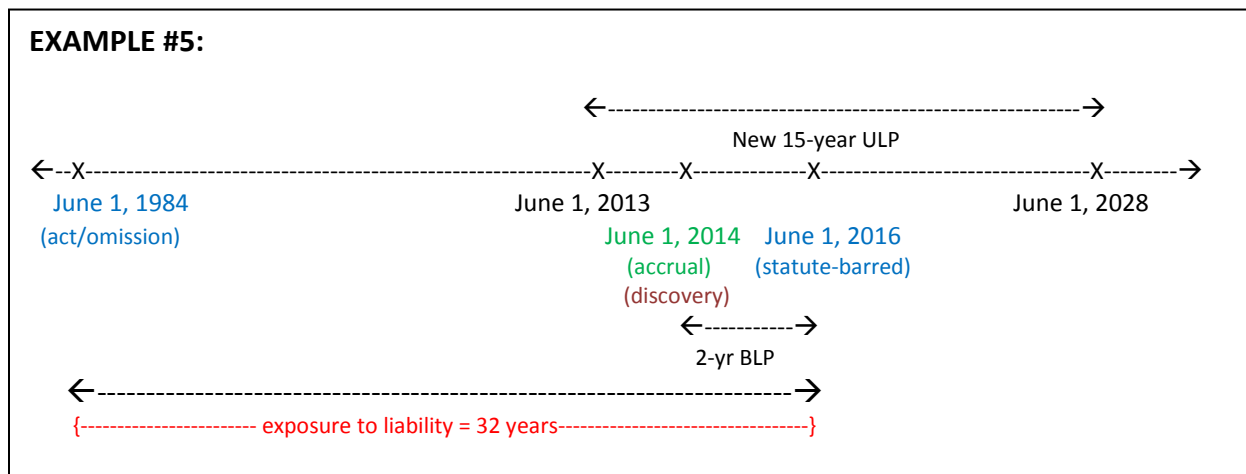 EXAMPLE #5:
←----------------------------------------------------------------→
New 15-year ULP
←--X----------------------------------------------------------------X----------X---------------X-----------------------------------X---------→
June 1, 1984 June 1, 2013 June 1, 2028
(act/omission) June 1, 2014 June 1, 2016
(accrual) (statute-barred)
(discovery)
←-----------→
2-yr BLP
←--------------------------------------------------------------------------------------→
{----------------------- exposure to liability = 32 years--------------------------------}